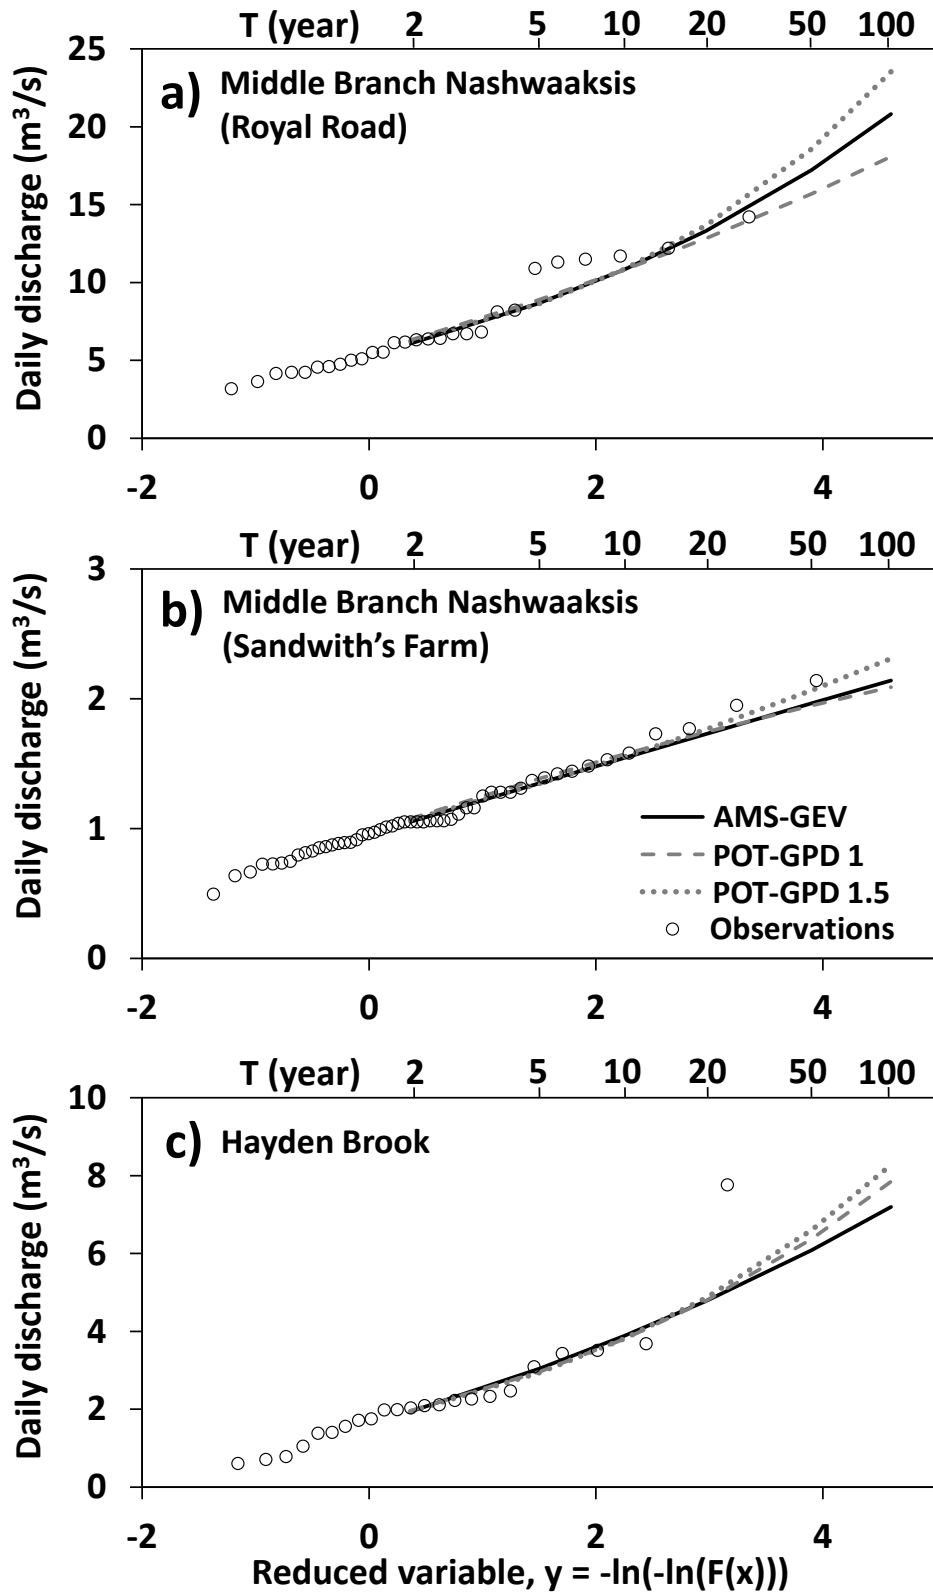 T (year) 2 5 10 20 50 100
25
a) Middle Branch Nashwaaksis
(Royal Road)
20
15
10
5
0
Daily discharge (m³/s)
-2 0 2 4
T (year) 2 5 10 20 50 100
3
b) Middle Branch Nashwaaksis
(Sandwith’s Farm)
2
1
0
Daily discharge (m³/s)
AMS-GEV
POT-GPD 1
POT-GPD 1.5
Observations
-2 0 2 4
T (year) 2 5 10 20 50 100
10
c) Hayden Brook
8
6
4
2
0
Daily discharge (m³/s)
-2 0 2 4
Reduced variable, y = -ln(-ln(F(x)))